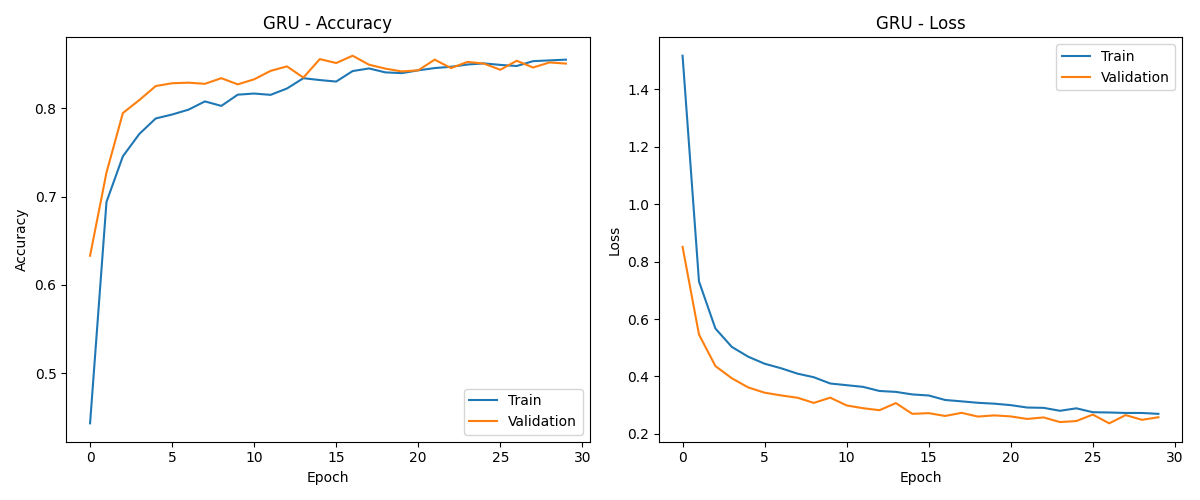 GRU - Accuracy
Accuracy
0.8
0.7
0.6
0.5
0 5 10 15 20 25 30
Epoch
Train
Validation
GRU - Loss
Loss
1.4
1.2
1.0
0.8
0.6
0.4
0.2
0 5 10 15 20 25 30
Epoch
Train
Validation